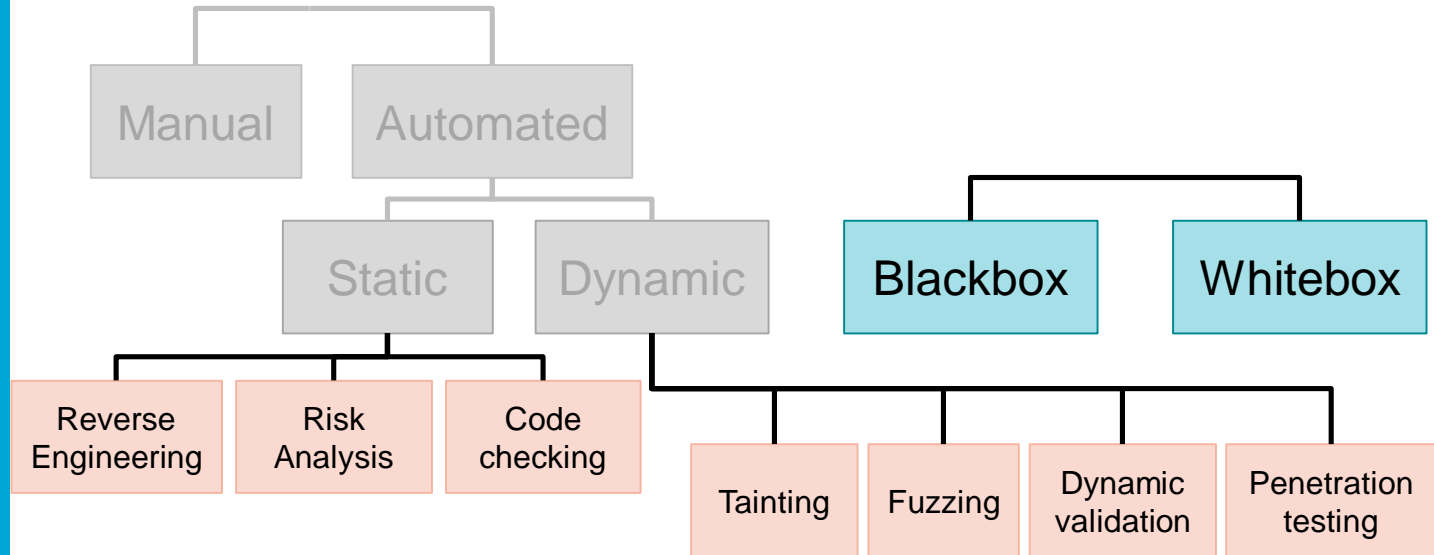 Manual
Automated
Static
Dynamic
Blackbox
Whitebox
Reverse
Engineering
Risk
Analysis
Code
checking
Tainting
Fuzzing
Dynamic
validation
Penetration
testing